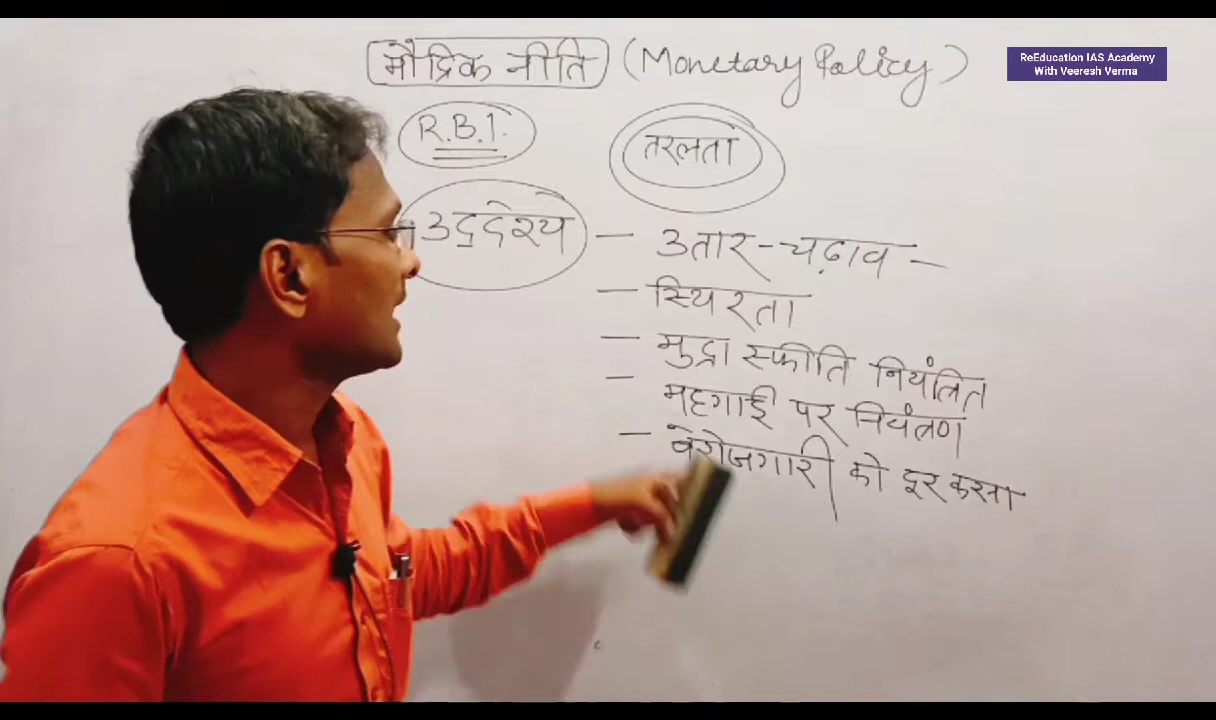 मौद्रिक नीति (Monetary Policy)
ReEducation IAS Academy
With Veeresh Verma
R.B.I. तरलता
उद्देश्य – उतार-चढ़ाव –
– स्थिरता
– मुद्रा स्फीति नियंत्रित
– महगाई पर नियंत्रण
– बेरोजगारी को दूर करना